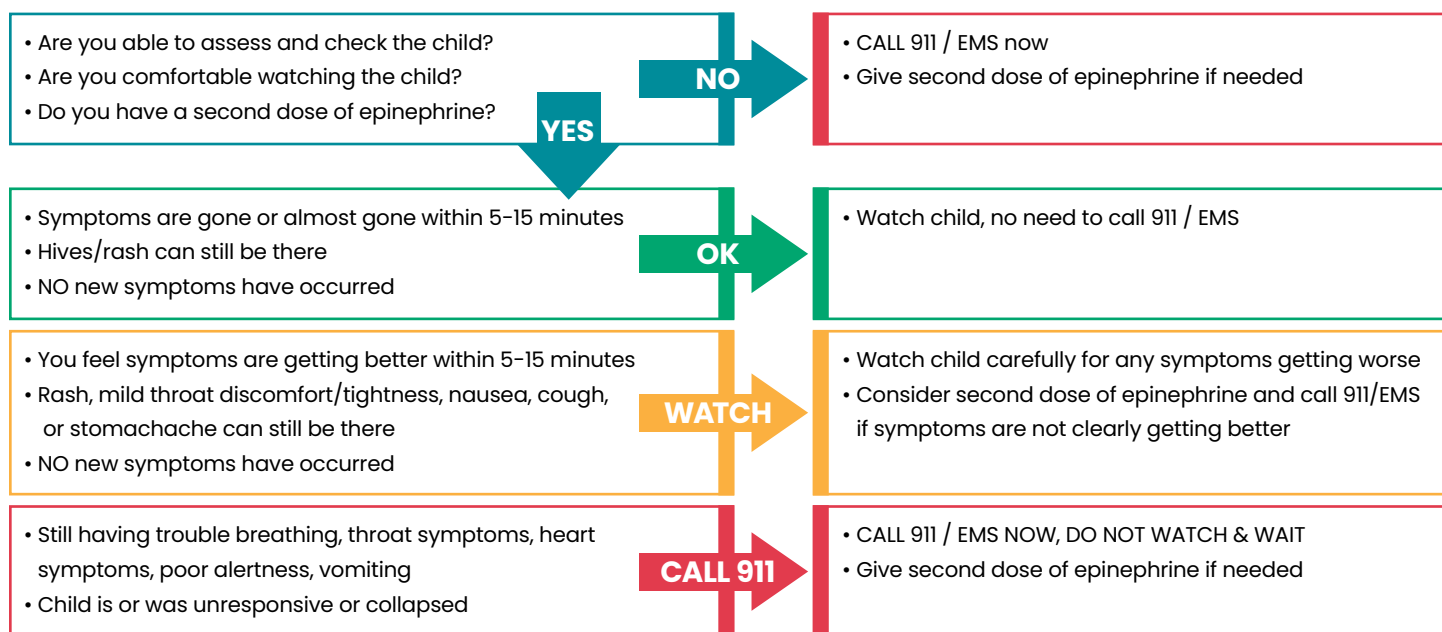 • Are you able to assess and check the child?
• Are you comfortable watching the child?
• Do you have a second dose of epinephrine?
NO
• CALL 911 / EMS now
• Give second dose of epinephrine if needed
YES
• Symptoms are gone or almost gone within 5-15 minutes
• Hives/rash can still be there
• NO new symptoms have occurred
OK
• Watch child, no need to call 911 / EMS
• You feel symptoms are getting better within 5-15 minutes
• Rash, mild throat discomfort/tightness, nausea, cough,
or stomachache can still be there
• NO new symptoms have occurred
WATCH
• Watch child carefully for any symptoms getting worse
• Consider second dose of epinephrine and call 911/EMS
if symptoms are not clearly getting better
• Still having trouble breathing, throat symptoms, heart
symptoms, poor alertness, vomiting
• Child is or was unresponsive or collapsed
CALL 911
• CALL 911 / EMS NOW, DO NOT WATCH & WAIT
• Give second dose of epinephrine if needed